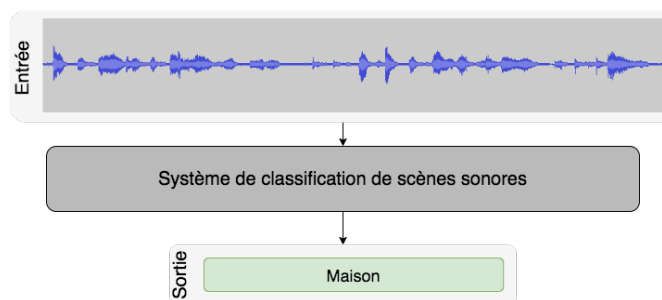 Entrée
Système de classification de scènes sonores
Sortie
Maison